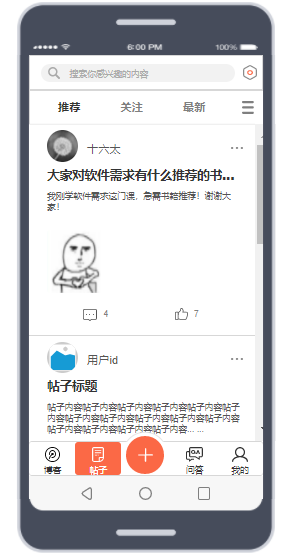 6:00 PM
100%
搜索你感兴趣的内容
推荐 关注 最新
十六太
大家对软件需求有什么推荐的书...
我刚学软件需求这门课，急需书籍推荐！谢谢大
家！
4 7
用户id
帖子标题
帖子内容帖子内容帖子内容帖子内容帖子内容帖子内
容帖子内容帖子内容帖子内容帖子内容帖子内容帖子
内容帖子内容帖子内容帖子内容帖子内容... ...
博客 帖子 问答 我的